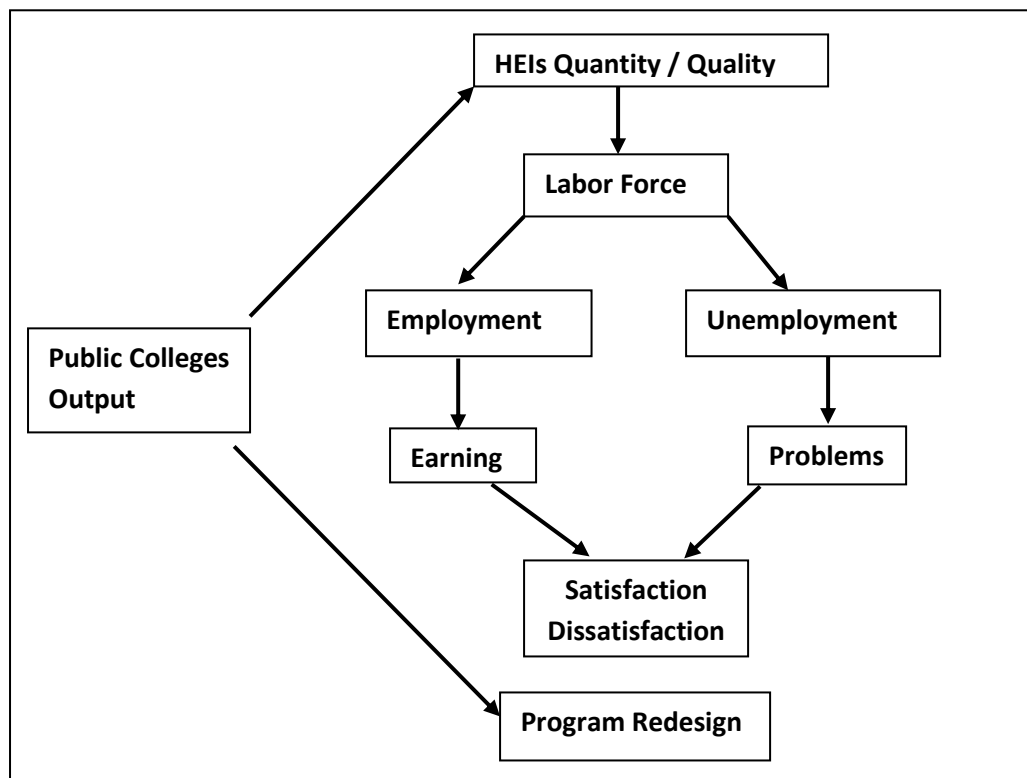 HEIs Quantity / Quality
Labor Force
Employment
Unemployment
Public Colleges
Output
Earning
Problems
Satisfaction
Dissatisfaction
Program Redesign